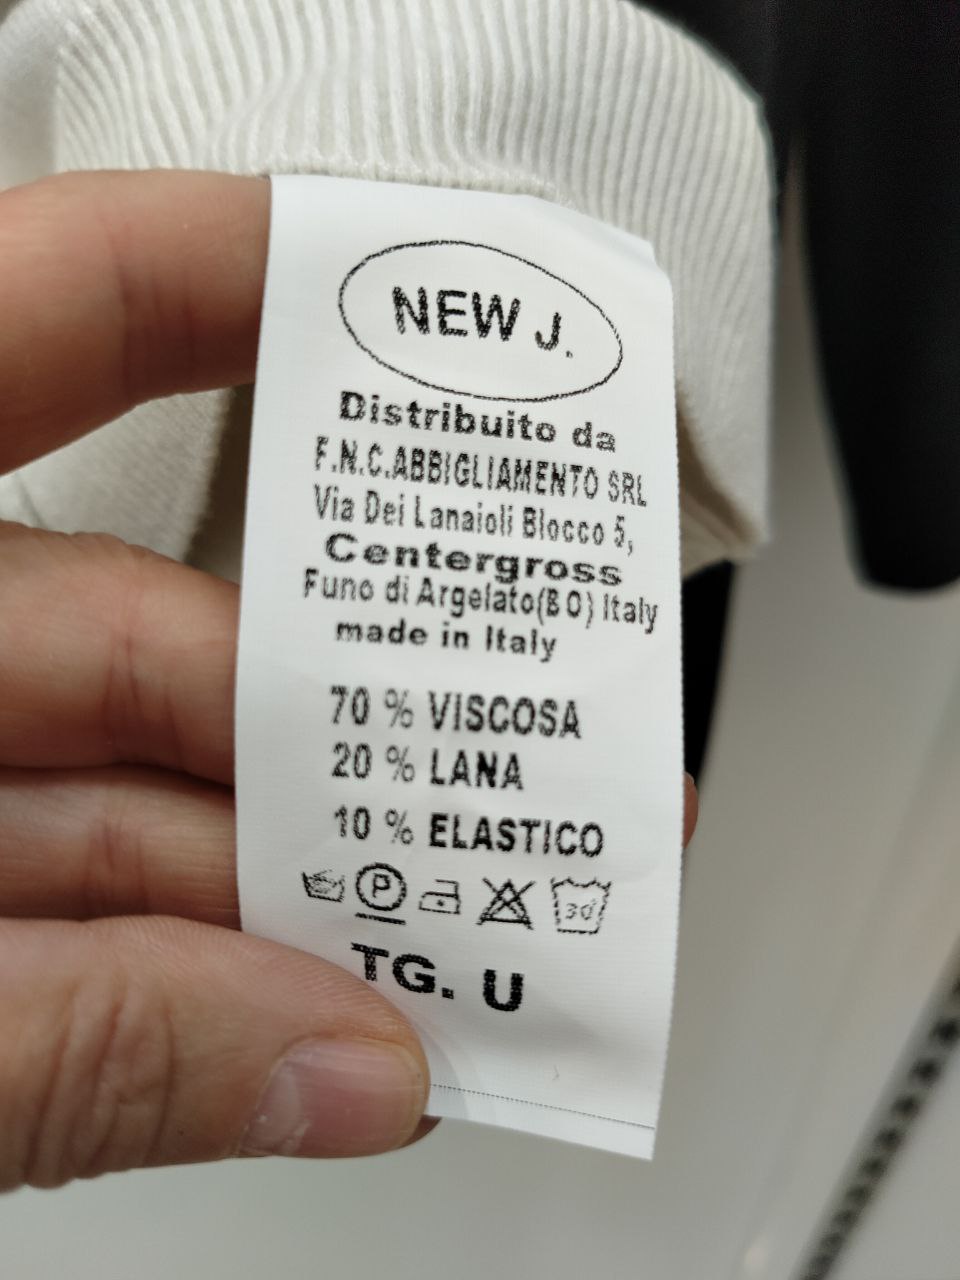 NEW J.
Distribuito da
F.N.C.ABBIGLIAMENTO SRL
Via Dei Lanaioli Blocco 5,
Centergross
Funo di Argelato(BO) Italy
made in Italy
70 % VISCOSA
20 % LANA
10 % ELASTICO
P
30°
TG. U